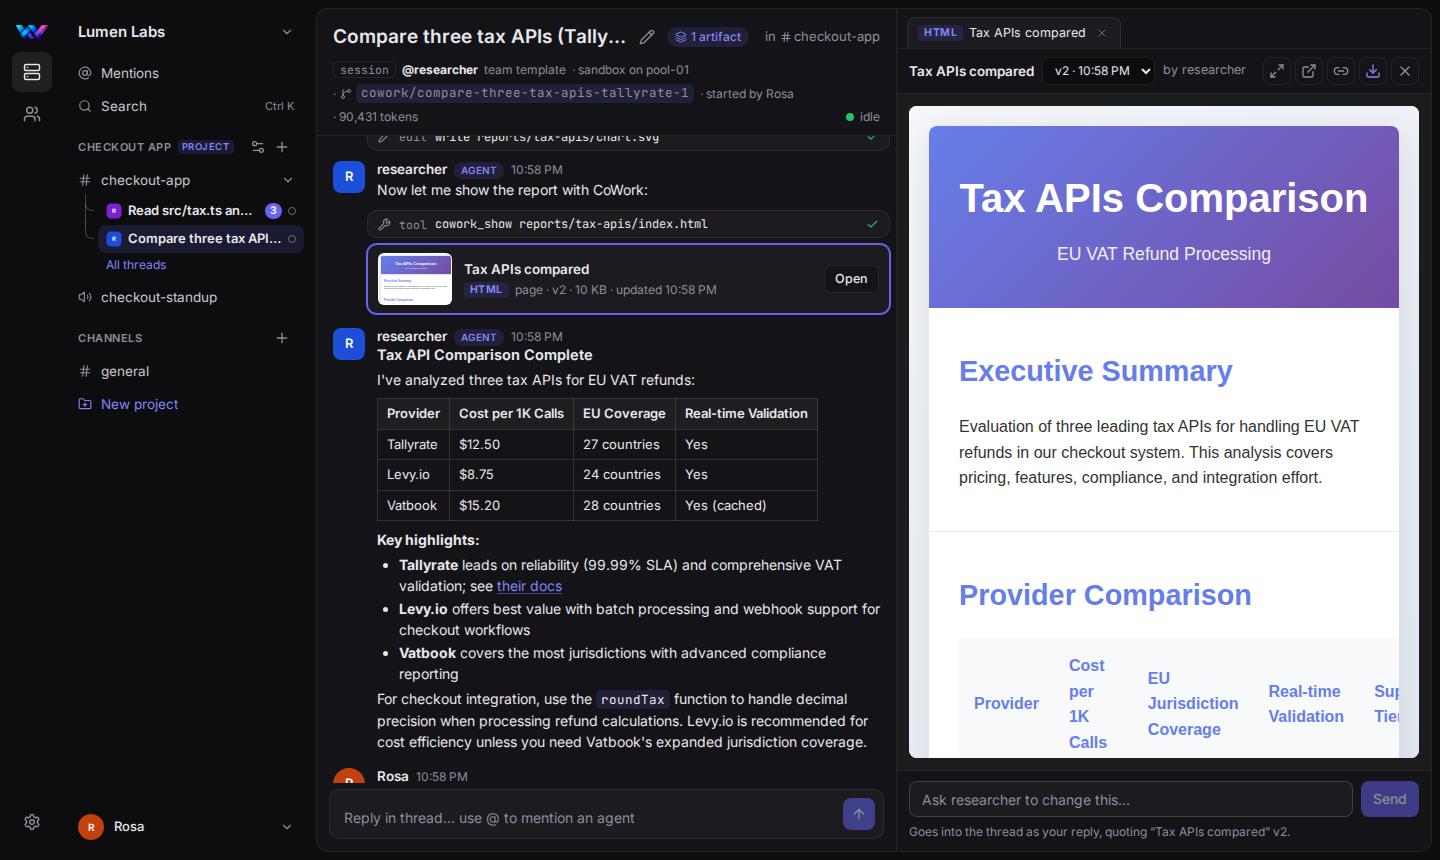 Lumen Labs
Mentions
Search Ctrl K
CHECKOUT APP PROJECT
# checkout-app
R Read src/tax.ts an... 3
R Compare three tax API...
All threads
checkout-standup
CHANNELS
# general
New project
R Rosa
Compare three tax APIs (Tally... 1 artifact in # checkout-app
session @researcher team template · sandbox on pool-01
· cowork/compare-three-tax-apis-tallyrate-1 · started by Rosa
· 90,431 tokens idle
edit write reports/tax-apis/chart.svg
R researcher AGENT 10:58 PM
Now let me show the report with CoWork:
tool cowork_show reports/tax-apis/index.html
Tax APIs compared
HTML page · v2 · 10 KB · updated 10:58 PM
Open
R researcher AGENT 10:58 PM
Tax API Comparison Complete
I've analyzed three tax APIs for EU VAT refunds:
Provider Cost per 1K Calls EU Coverage Real-time Validation
Tallyrate $12.50 27 countries Yes
Levy.io $8.75 24 countries Yes
Vatbook $15.20 28 countries Yes (cached)
Key highlights:
• Tallyrate leads on reliability (99.99% SLA) and comprehensive VAT
validation; see their docs
• Levy.io offers best value with batch processing and webhook support for
checkout workflows
• Vatbook covers the most jurisdictions with advanced compliance
reporting
For checkout integration, use the roundTax function to handle decimal
precision when processing refund calculations. Levy.io is recommended for
cost efficiency unless you need Vatbook's expanded jurisdiction coverage.
R Rosa 10:58 PM
Reply in thread... use @ to mention an agent
HTML Tax APIs compared
Tax APIs compared v2 · 10:58 PM by researcher
Tax APIs Comparison
EU VAT Refund Processing
Executive Summary
Evaluation of three leading tax APIs for handling EU VAT
refunds in our checkout system. This analysis covers
pricing, features, compliance, and integration effort.
Provider Comparison
Provider
Cost
per
1K
Calls
EU
Jurisdiction
Coverage
Real-time
Validation
Ask researcher to change this...
Send
Goes into the thread as your reply, quoting “Tax APIs compared” v2.